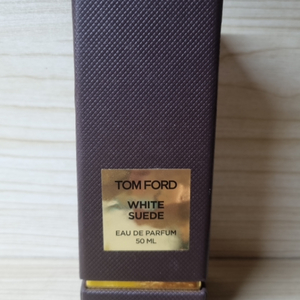 TOM FORD
WHITE
SUEDE
EAU DE PARFUM
50 ML